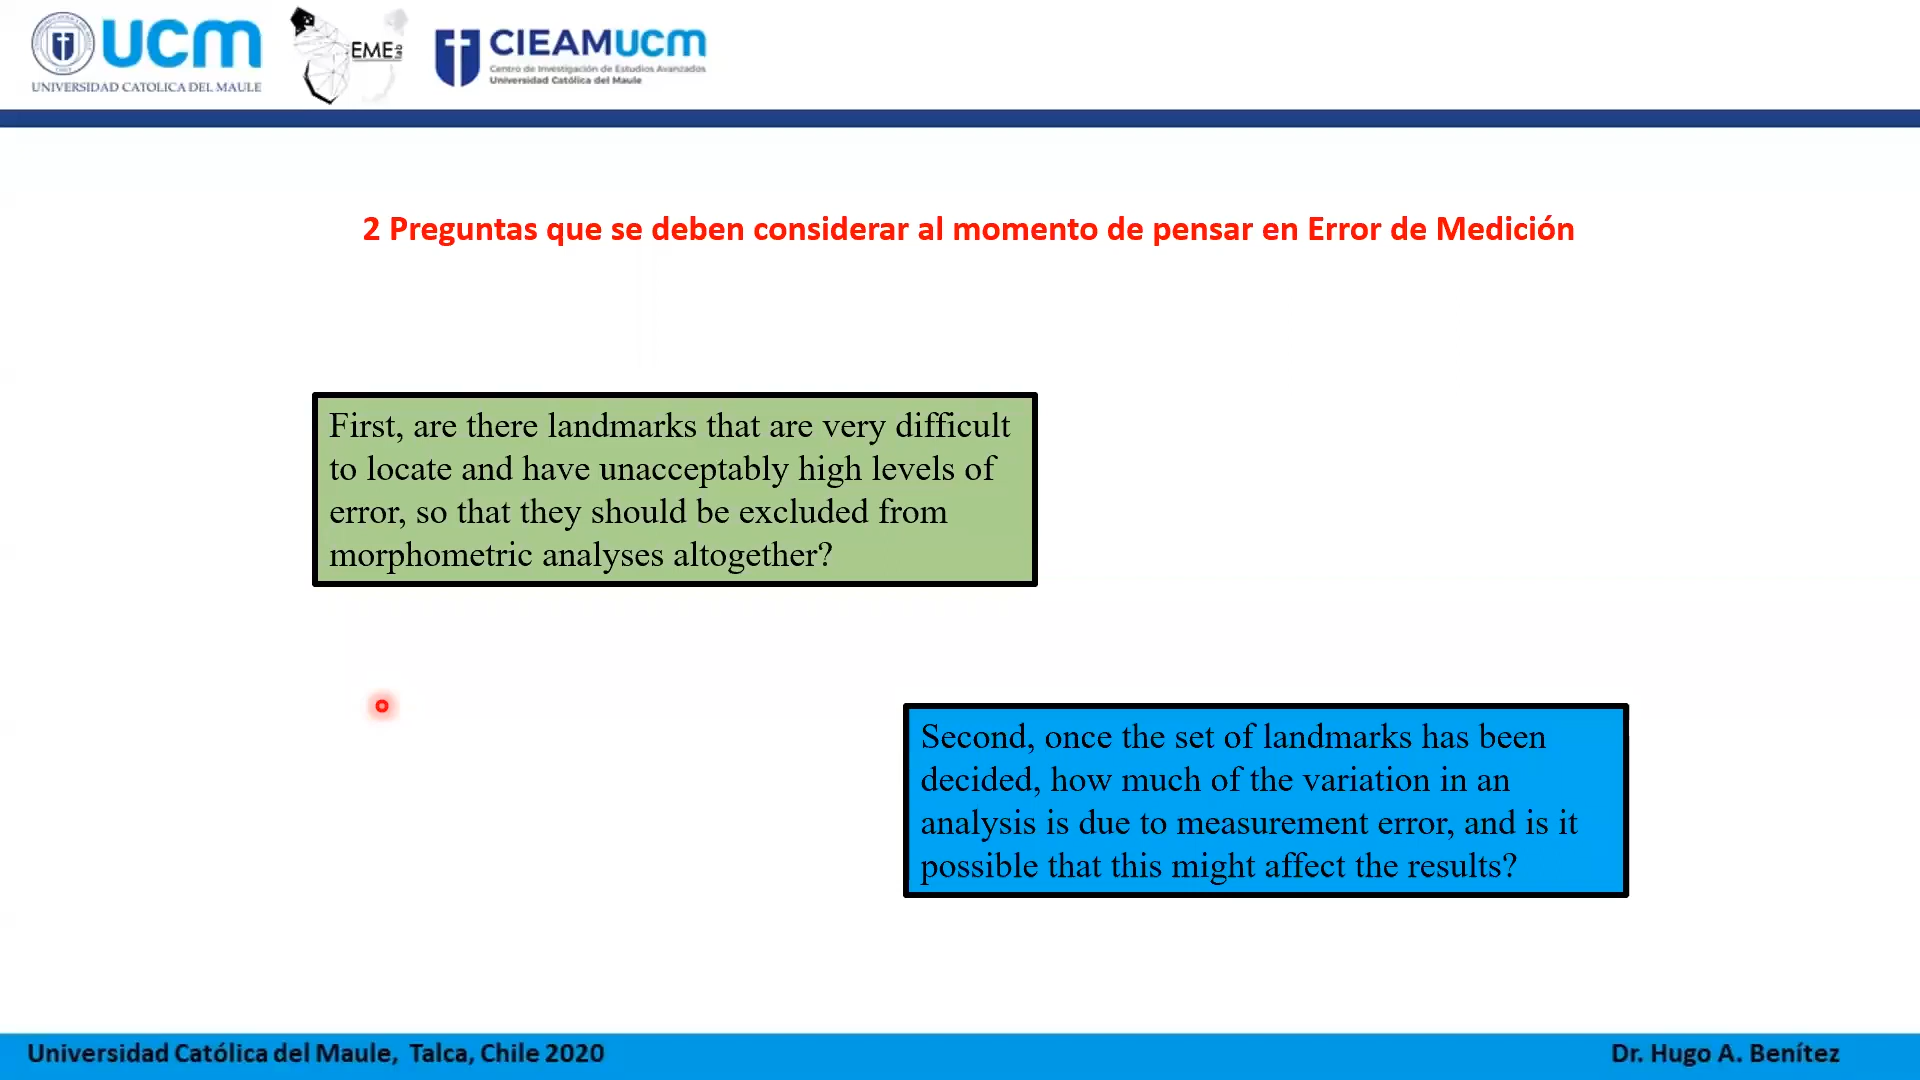 ucm
UNIVERSIDAD CATOLICA DEL MAULE
EME lab
CIEAMUCM
Centro de Investigación de Estudios Avanzados
Universidad Católica del Maule
2 Preguntas que se deben considerar al momento de pensar en Error de Medición
First, are there landmarks that are very difficult
to locate and have unacceptably high levels of
error, so that they should be excluded from
morphometric analyses altogether?
Second, once the set of landmarks has been
decided, how much of the variation in an
analysis is due to measurement error, and is it
possible that this might affect the results?
Universidad Católica del Maule, Talca, Chile 2020
Dr. Hugo A. Benítez